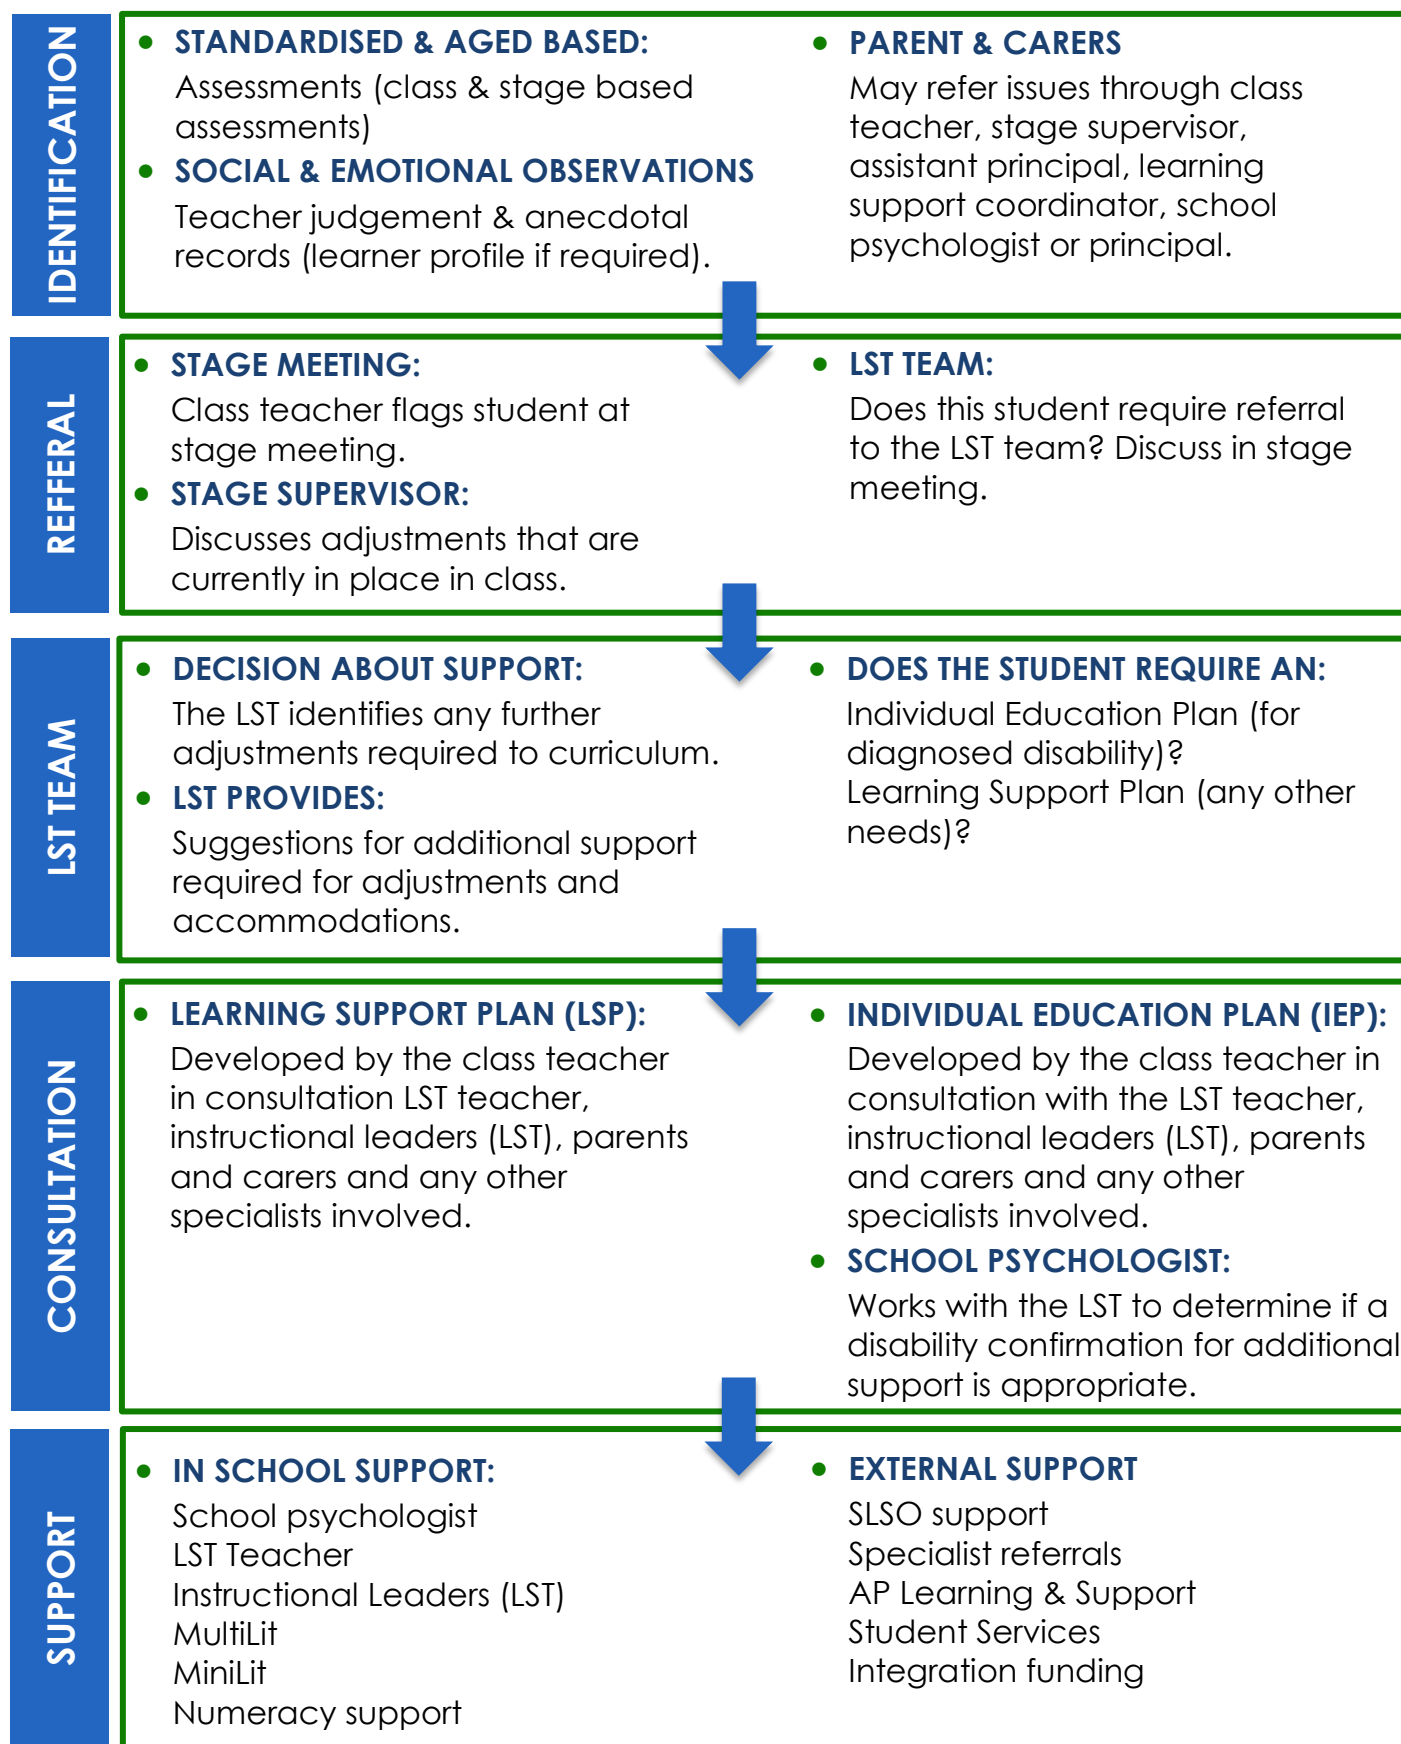 IDENTIFICATION
STANDARDISED & AGED BASED:
Assessments (class & stage based
assessments)
SOCIAL & EMOTIONAL OBSERVATIONS
Teacher judgement & anecdotal
records (learner profile if required).
PARENT & CARERS
May refer issues through class
teacher, stage supervisor,
assistant principal, learning
support coordinator, school
psychologist or principal.
REFFERAL
STAGE MEETING:
Class teacher flags student at
stage meeting.
STAGE SUPERVISOR:
Discusses adjustments that are
currently in place in class.
LST TEAM:
Does this student require referral
to the LST team? Discuss in stage
meeting.
LST TEAM
DECISION ABOUT SUPPORT:
The LST identifies any further
adjustments required to curriculum.
LST PROVIDES:
Suggestions for additional support
required for adjustments and
accommodations.
DOES THE STUDENT REQUIRE AN:
Individual Education Plan (for
diagnosed disability)?
Learning Support Plan (any other
needs)?
CONSULTATION
LEARNING SUPPORT PLAN (LSP):
Developed by the class teacher
in consultation LST teacher,
instructional leaders (LST), parents
and carers and any other
specialists involved.
INDIVIDUAL EDUCATION PLAN (IEP):
Developed by the class teacher in
consultation with the LST teacher,
instructional leaders (LST), parents
and carers and any other
specialists involved.
SCHOOL PSYCHOLOGIST:
Works with the LST to determine if a
disability confirmation for additional
support is appropriate.
SUPPORT
IN SCHOOL SUPPORT:
School psychologist
LST Teacher
Instructional Leaders (LST)
MultiLit
MiniLit
Numeracy support
EXTERNAL SUPPORT
SLSO support
Specialist referrals
AP Learning & Support
Student Services
Integration funding